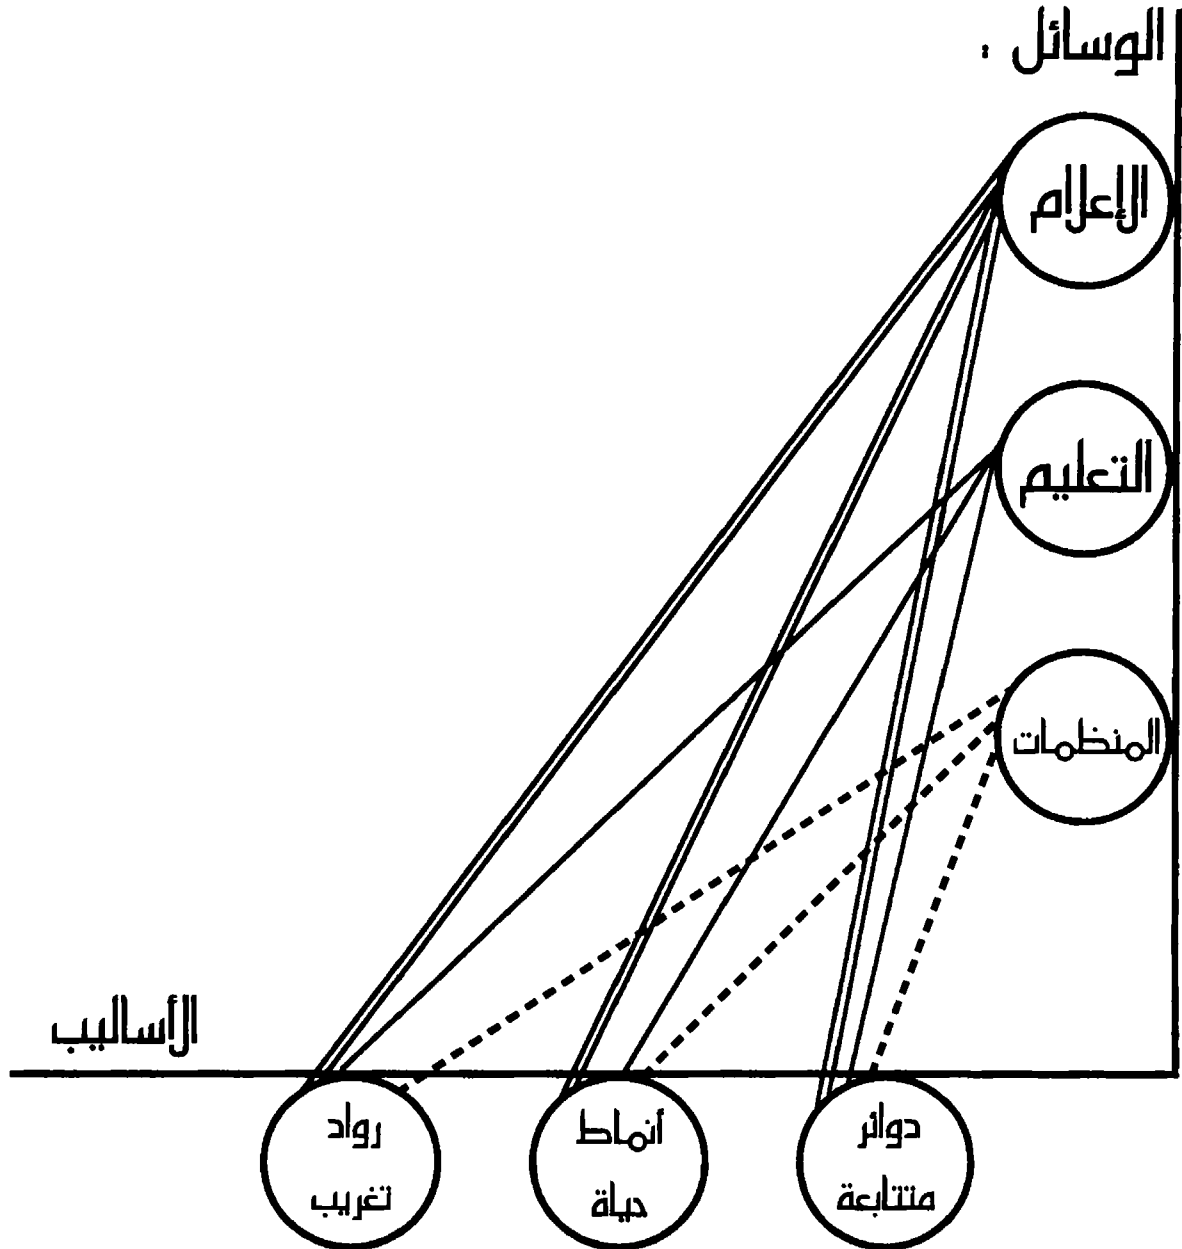 الوسائل :
الإعلام
التعليم
المنظمات
الأساليب
دوائر
متتابعة
أنماط
حياة
رواد
تغريب